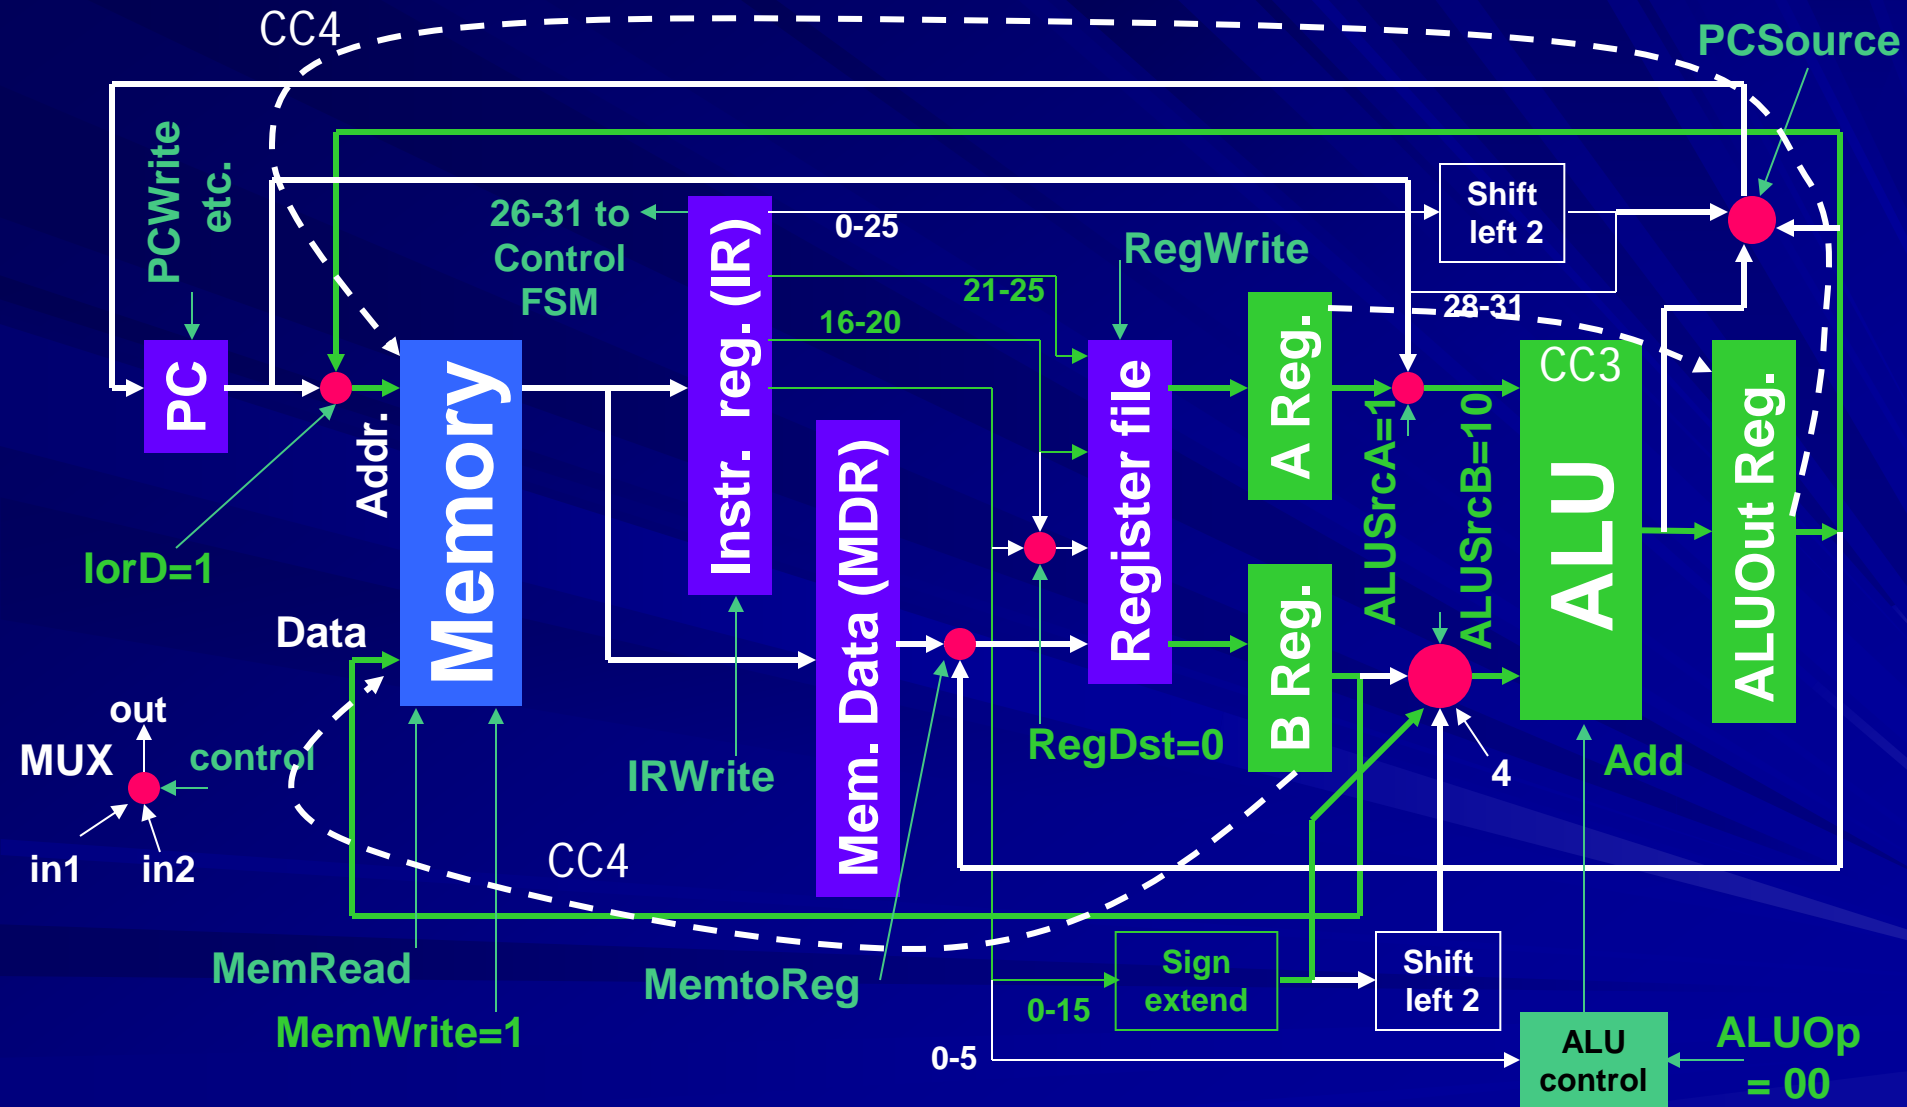 CC4
PCSource
PCWrite
etc.
26-31 to
Control
FSM
0-25
Shift
left 2
RegWrite
21-25
28-31
16-20
CC3
PC
Addr.
Memory
Instr. reg. (IR)
Mem. Data (MDR)
Register file
A Reg.
ALUSrcA=1
ALUSrcB=10
ALU
ALUOut Reg.
IorD=1
Data
B Reg.
out
MUX
control
in1
in2
IRWrite
RegDst=0
4
Add
CC4
MemRead
MemtoReg
MemWrite=1
Sign
extend
Shift
left 2
0-15
0-5
ALU
control
ALUOp
= 00